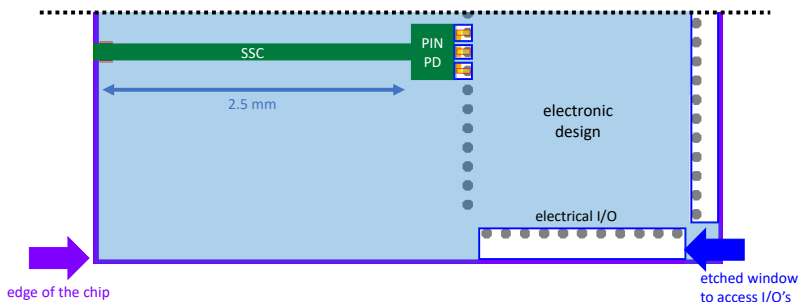 SSC
PIN
PD
2.5 mm
electronic
design
electrical I/O
edge of the chip
etched window
to access I/O's